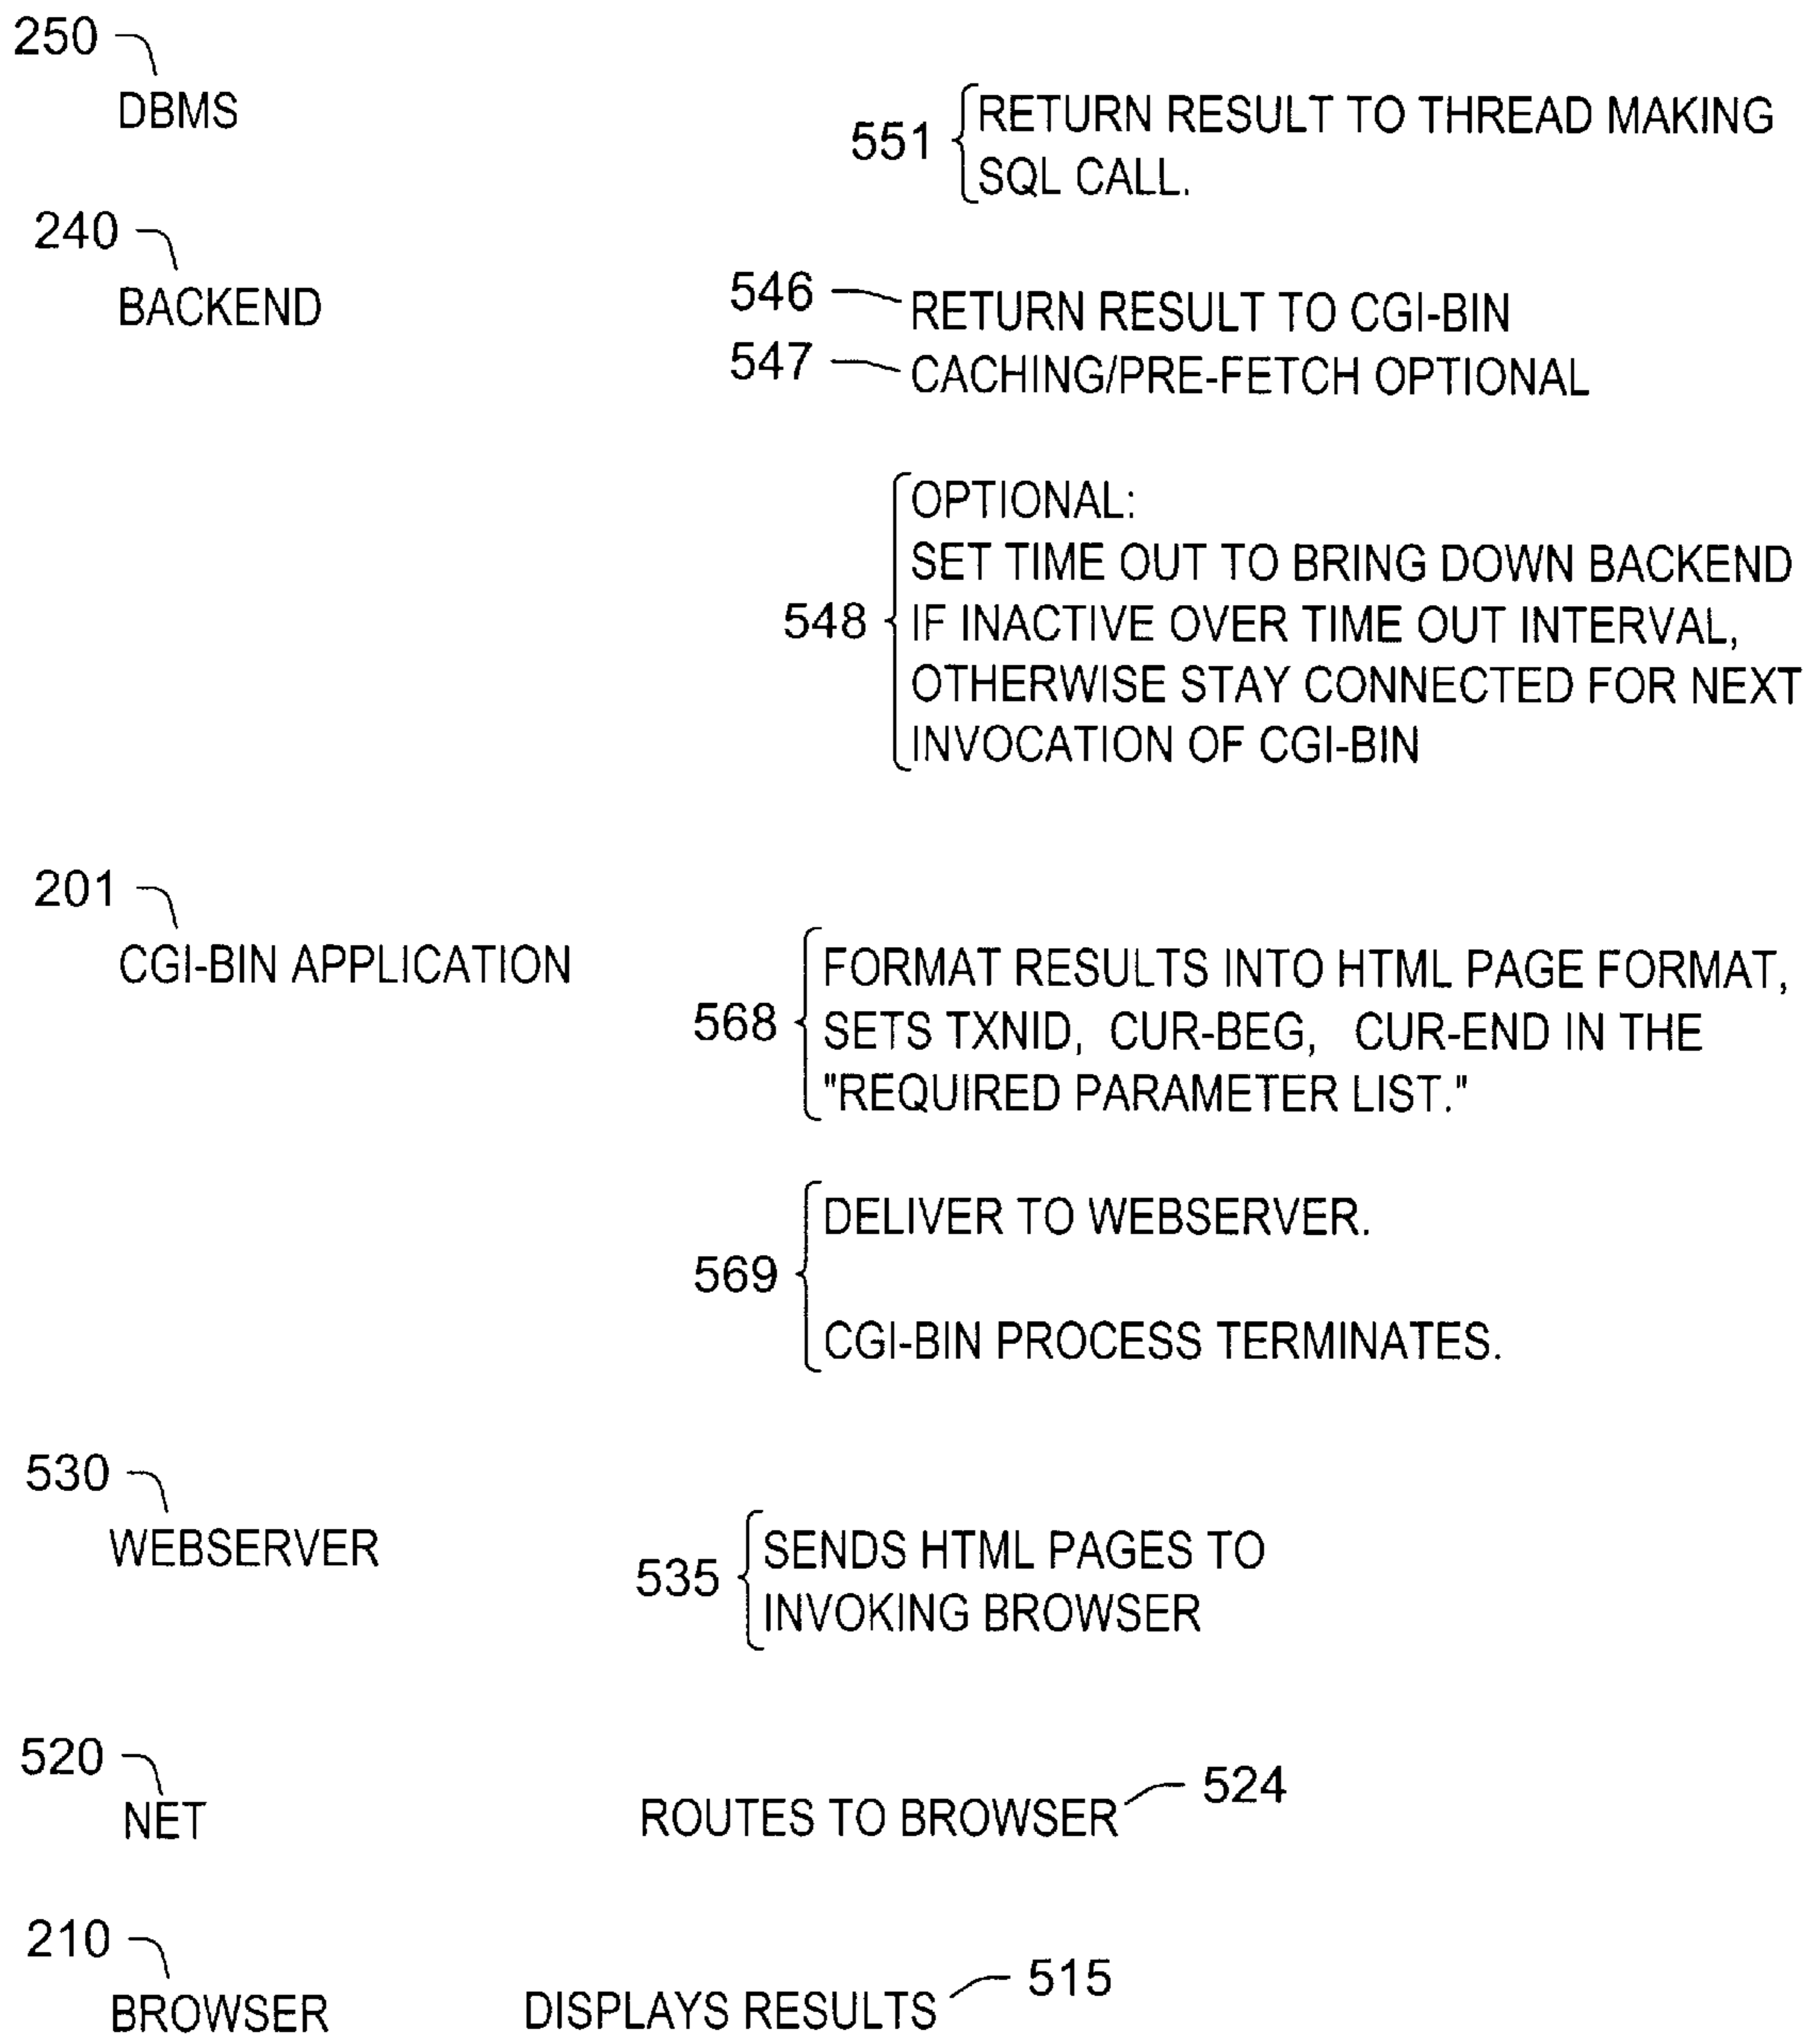 250
DBMS
551 RETURN RESULT TO THREAD MAKING
SQL CALL.
240
BACKEND
546 RETURN RESULT TO CGI-BIN
547 CACHING/PRE-FETCH OPTIONAL
OPTIONAL:
SET TIME OUT TO BRING DOWN BACKEND
548 IF INACTIVE OVER TIME OUT INTERVAL,
OTHERWISE STAY CONNECTED FOR NEXT
INVOCATION OF CGI-BIN
201
CGI-BIN APPLICATION
FORMAT RESULTS INTO HTML PAGE FORMAT,
568 SETS TXNID, CUR-BEG, CUR-END IN THE
"REQUIRED PARAMETER LIST."
DELIVER TO WEBSERVER.
569
CGI-BIN PROCESS TERMINATES.
530
WEBSERVER
535 SENDS HTML PAGES TO
INVOKING BROWSER
520
NET
ROUTES TO BROWSER 524
210
BROWSER
DISPLAYS RESULTS 515